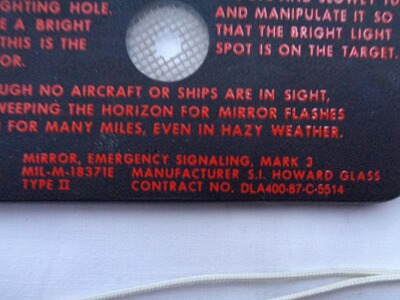 GHTING HOLE.
E A BRIGHT
THIS IS THE
OR.
AND MANIPULATE IT SO
THAT THE BRIGHT LIGHT
SPOT IS ON THE TARGET.
UGH NO AIRCRAFT OR SHIPS ARE IN SIGHT,
WEEPING THE HORIZON FOR MIRROR FLASHES
FOR MANY MILES, EVEN IN HAZY WEATHER.
MIRROR, EMERGENCY SIGNALING, MARK 3
MIL-M-18371E MANUFACTURER S.I. HOWARD GLASS
TYPE II CONTRACT NO. DLA400-87-C-5514